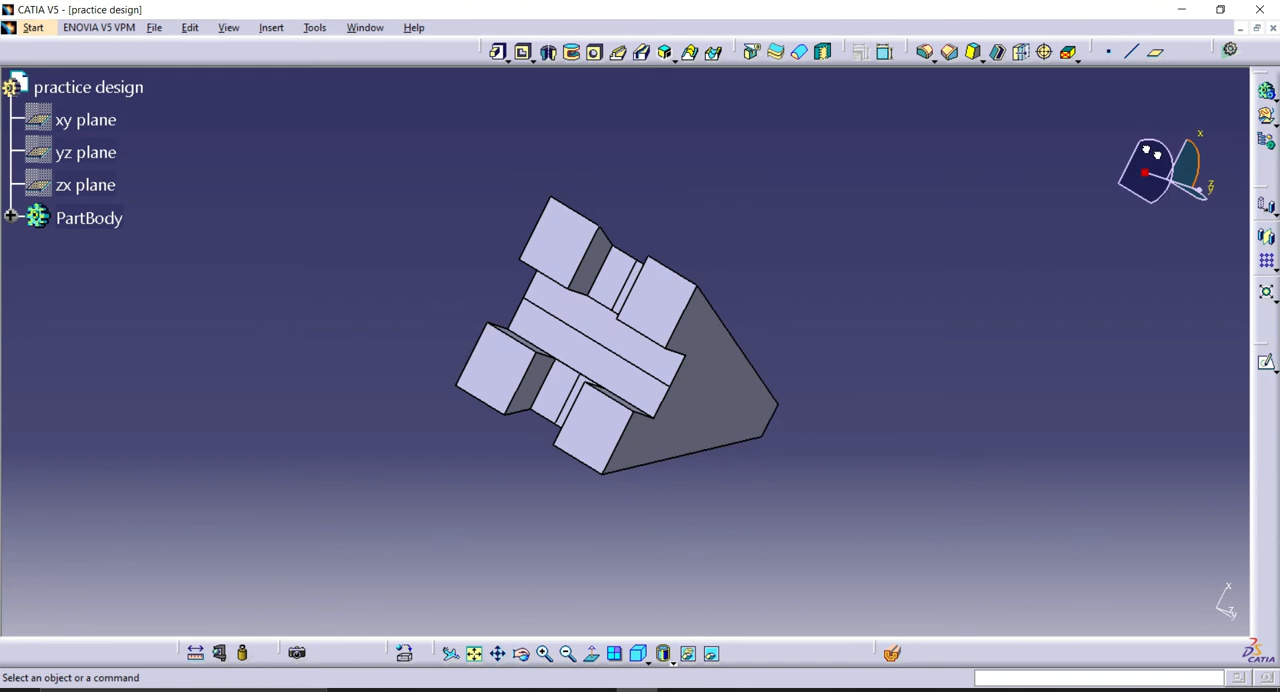 CATIA V5 - [practice design]
Start ENOVIA V5 VPM File Edit View Insert Tools Window Help
practice design
xy plane
yz plane
zx plane
PartBody
x
z
y
x
z
y
CATIA
Select an object or a command